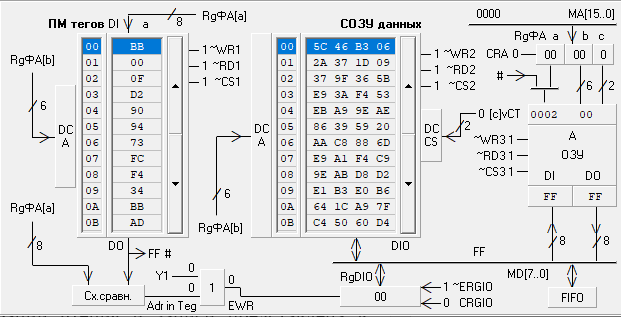 ПМ тегов DI a 8 RgФА[a] СОЗУ данных 0000 MA[15..0]
RgФА a b c
RgФА[b] 00 BB 1 ~WR1 00 5C 46 B3 06 1 ~WR2 CRA 0 00 00 0
01 00 1 ~RD1 01 2A 37 1D 09 1 ~RD2
02 0F 1 ~CS1 02 37 9F 36 5B 1 ~CS2 #
6 03 D2 03 E9 3A F4 53 6 2
04 90 04 EB A9 9E AE 0 [c]vCT 0002 00
DC A 05 94 DC A 05 86 39 59 20 DC CS 2 A
06 73 06 AA C8 88 6D ~WR3 1 ОЗУ
07 FC 07 E9 A1 F4 C9 ~RD3 1
08 F4 6 08 9E AB D8 D2 ~CS3 1 DI DO
09 34 09 E1 B3 E0 B6
RgФА[a] 0A BB RgФА[b] 0A 64 1C A9 7F FF FF
0B AD 0B C4 50 60 D4
8 DO DIO 8 8
FF # FF
Y1 0 RgDIO MD[7..0]
0 1 0 1 ~ERGIO
Сх.сравн. 00 0 CRGIO FIFO
Adr in Teg EWR